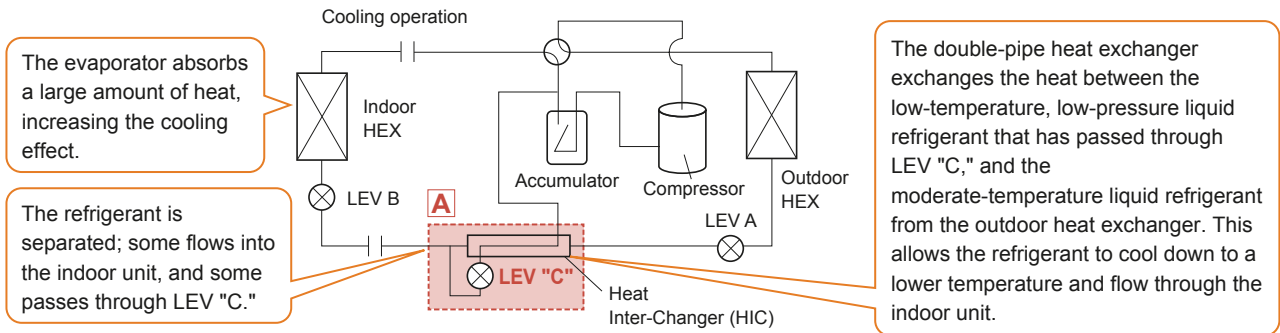 Cooling operation
The evaporator absorbs
a large amount of heat,
increasing the cooling
effect.
Indoor
HEX
LEV B
The refrigerant is
separated; some flows into
the indoor unit, and some
passes through LEV "C."
Accumulator
Compressor
Outdoor
HEX
LEV A
A
LEV "C"
Heat
Inter-Changer (HIC)
The double-pipe heat exchanger
exchanges the heat between the
low-temperature, low-pressure liquid
refrigerant that has passed through
LEV "C," and the
moderate-temperature liquid refrigerant
from the outdoor heat exchanger. This
allows the refrigerant to cool down to a
lower temperature and flow through the
indoor unit.